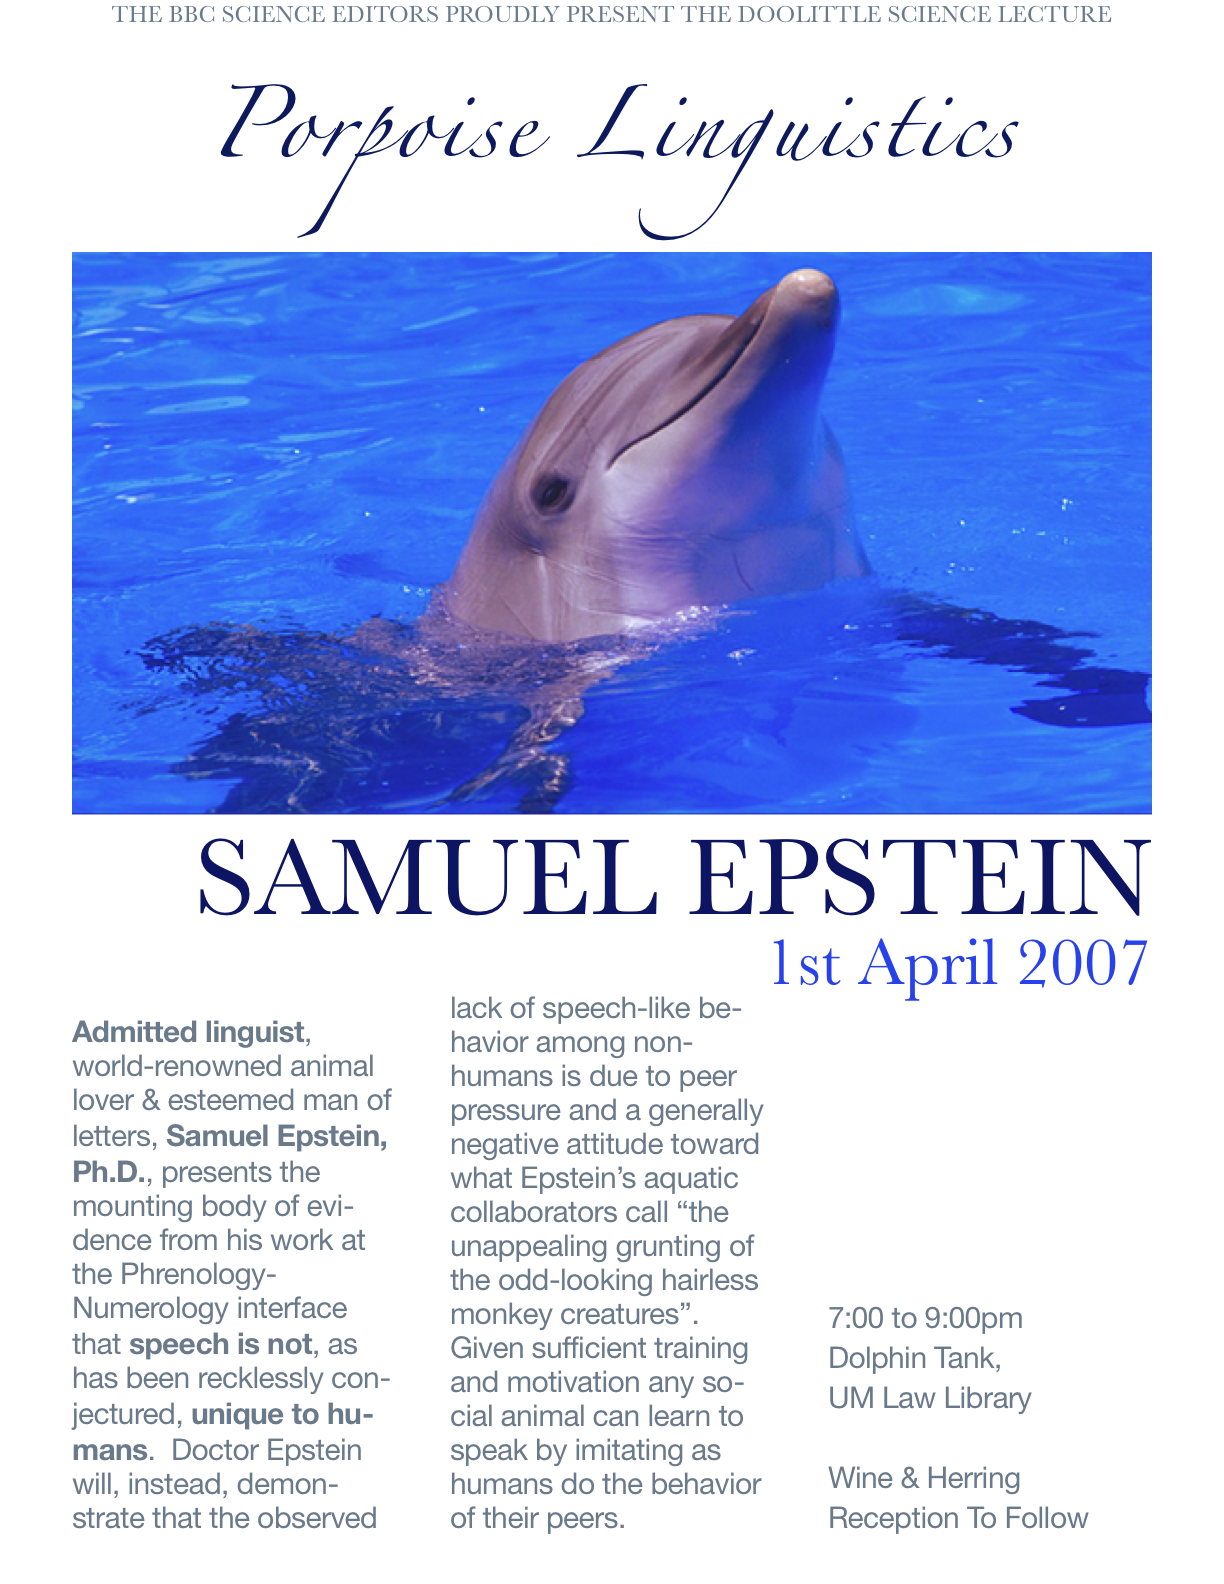 THE BBC SCIENCE EDITORS PROUDLY PRESENT THE DOOLITTLE SCIENCE LECTURE
Porpoise Linguistics
SAMUEL EPSTEIN
1st April 2007
Admitted linguist,
world-renowned animal
lover & esteemed man of
letters, Samuel Epstein,
Ph.D., presents the
mounting body of evi-
dence from his work at
the Phrenology-
Numerology interface
that speech is not, as
has been recklessly con-
jectured, unique to hu-
mans.  Doctor Epstein
will, instead, demon-
strate that the observed
lack of speech-like be-
havior among non-
humans is due to peer
pressure and a generally
negative attitude toward
what Epstein’s aquatic
collaborators call “the
unappealing grunting of
the odd-looking hairless
monkey creatures”.
Given sufficient training
and motivation any so-
cial animal can learn to
speak by imitating as
humans do the behavior
of their peers.
7:00 to 9:00pm
Dolphin Tank,
UM Law Library
Wine & Herring
Reception To Follow